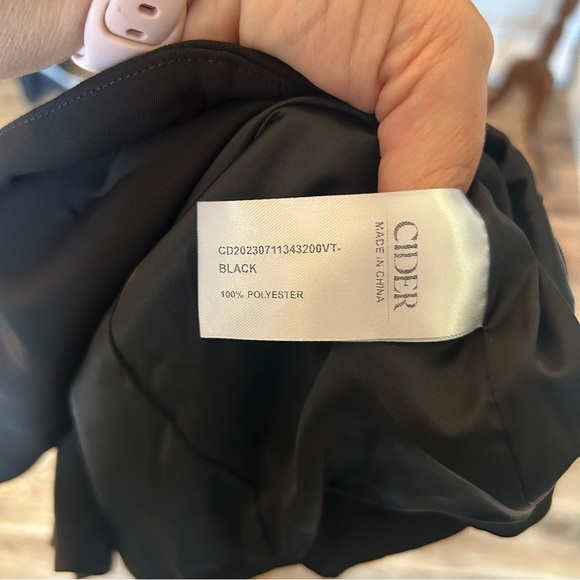 CD20230711343200VT-
BLACK
100% POLYESTER
CIDER
MADE IN CHINA